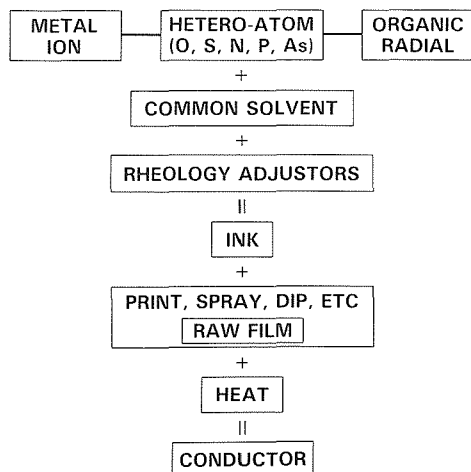 METAL ION
HETERO-ATOM (O, S, N, P, As)
ORGANIC RADIAL
+
COMMON SOLVENT
+
RHEOLOGY ADJUSTORS
=
INK
+
PRINT, SPRAY, DIP, ETC
RAW FILM
+
HEAT
=
CONDUCTOR